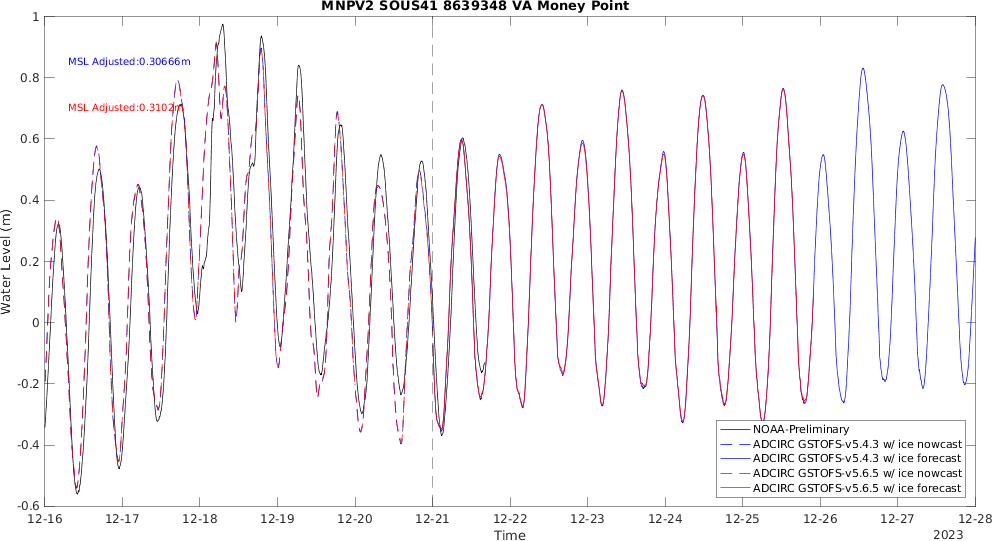 MNPV2 SOUS41 8639348 VA Money Point
1
0.8
0.6
0.4
0.2
0
-0.2
-0.4
-0.6
Water Level (m)
MSL Adjusted:0.30666m
MSL Adjusted:0.3102m
NOAA-Preliminary
ADCIRC GSTOFS-v5.4.3 w/ ice nowcast
ADCIRC GSTOFS-v5.4.3 w/ ice forecast
ADCIRC GSTOFS-v5.6.5 w/ ice nowcast
ADCIRC GSTOFS-v5.6.5 w/ ice forecast
12-16 12-17 12-18 12-19 12-20 12-21 12-22 12-23 12-24 12-25 12-26 12-27 12-28
Time
2023